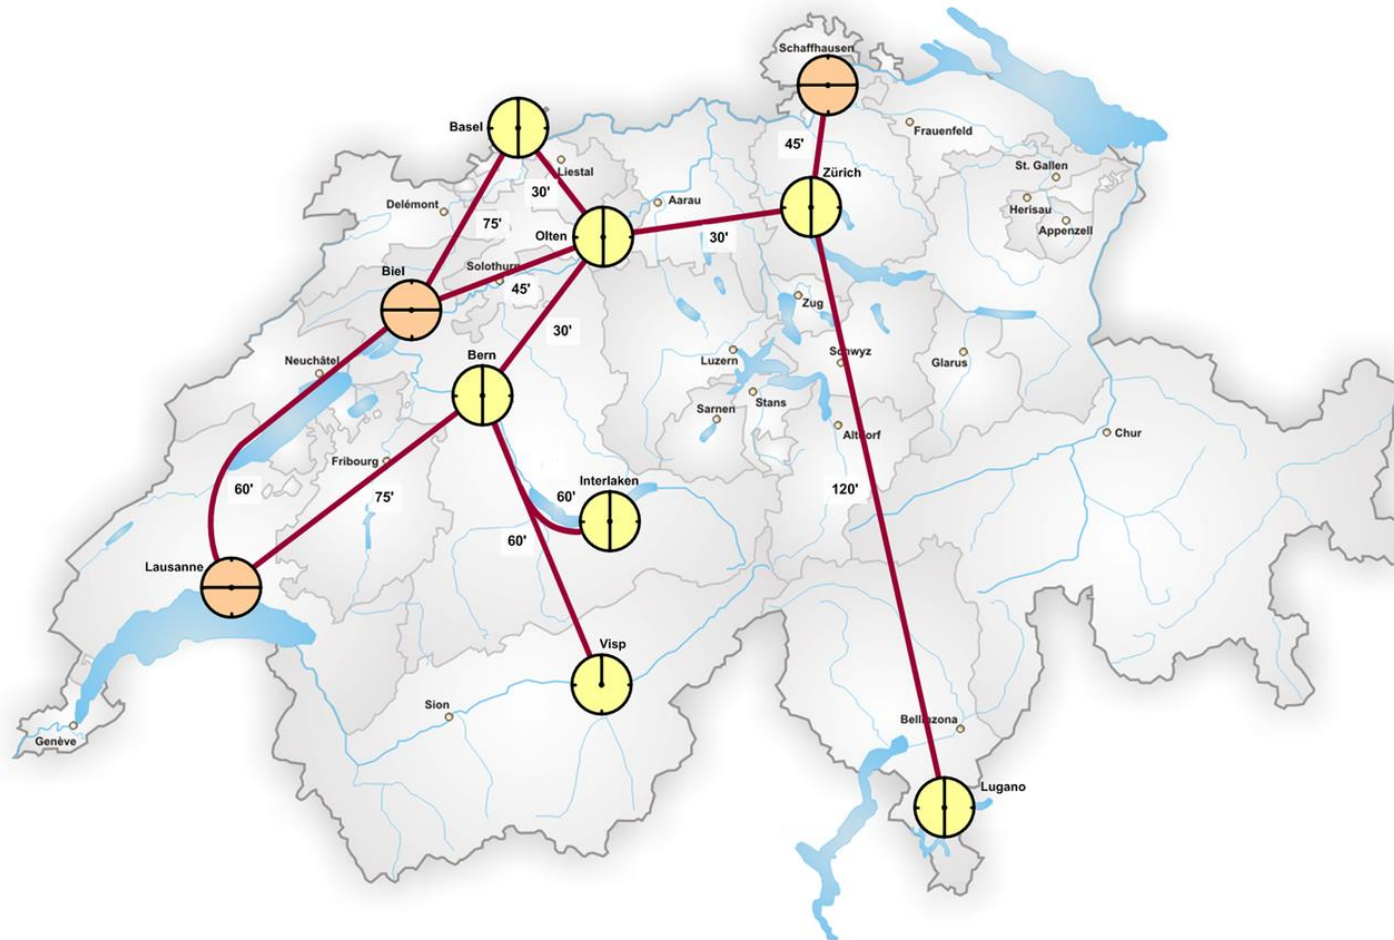 Schaffhausen
Basel
Frauenfeld
45'
Liestal
Zürich
St. Gallen
30'
Delémont
Aarau
Herisau
75'
Appenzell
Olten
30'
Biel
Solothurn
45'
Zug
30'
Neuchâtel
Bern
Luzern
Schwyz
Glarus
Sarnen
Stans
Altdorf
Chur
Fribourg
60'
75'
60'
Interlaken
120'
60'
Lausanne
Visp
Sion
Bellinzona
Genève
Lugano